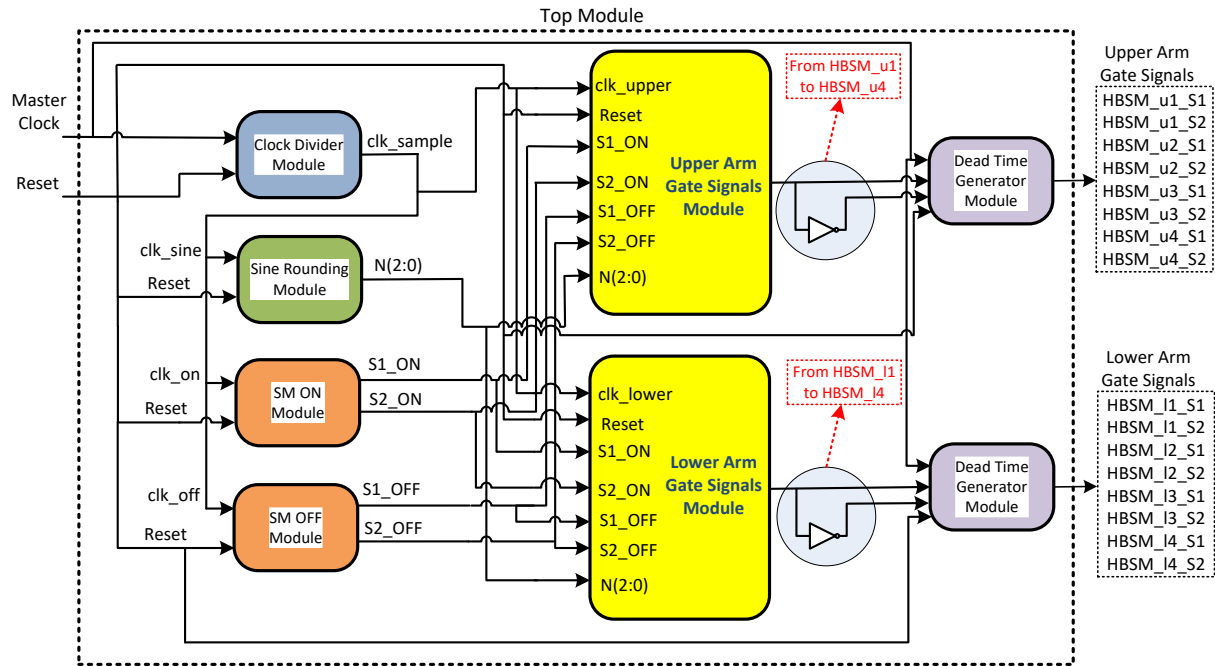 Top Module
Master
Clock
Reset
Clock Divider
Module
clk_sample
clk_sine
Reset
Sine Rounding
Module
N(2:0)
clk_on
Reset
SM ON
Module
S1_ON
S2_ON
clk_off
Reset
SM OFF
Module
S1_OFF
S2_OFF
clk_upper
Reset
S1_ON
S2_ON
S1_OFF
S2_OFF
N(2:0)
Upper Arm
Gate Signals
Module
From HBSM_u1
to HBSM_u4
Dead Time
Generator
Module
Upper Arm
Gate Signals
HBSM_u1_S1
HBSM_u1_S2
HBSM_u2_S1
HBSM_u2_S2
HBSM_u3_S1
HBSM_u3_S2
HBSM_u4_S1
HBSM_u4_S2
clk_lower
Reset
S1_ON
S2_ON
S1_OFF
S2_OFF
N(2:0)
Lower Arm
Gate Signals
Module
From HBSM_l1
to HBSM_l4
Dead Time
Generator
Module
Lower Arm
Gate Signals
HBSM_l1_S1
HBSM_l1_S2
HBSM_l2_S1
HBSM_l2_S2
HBSM_l3_S1
HBSM_l3_S2
HBSM_l4_S1
HBSM_l4_S2